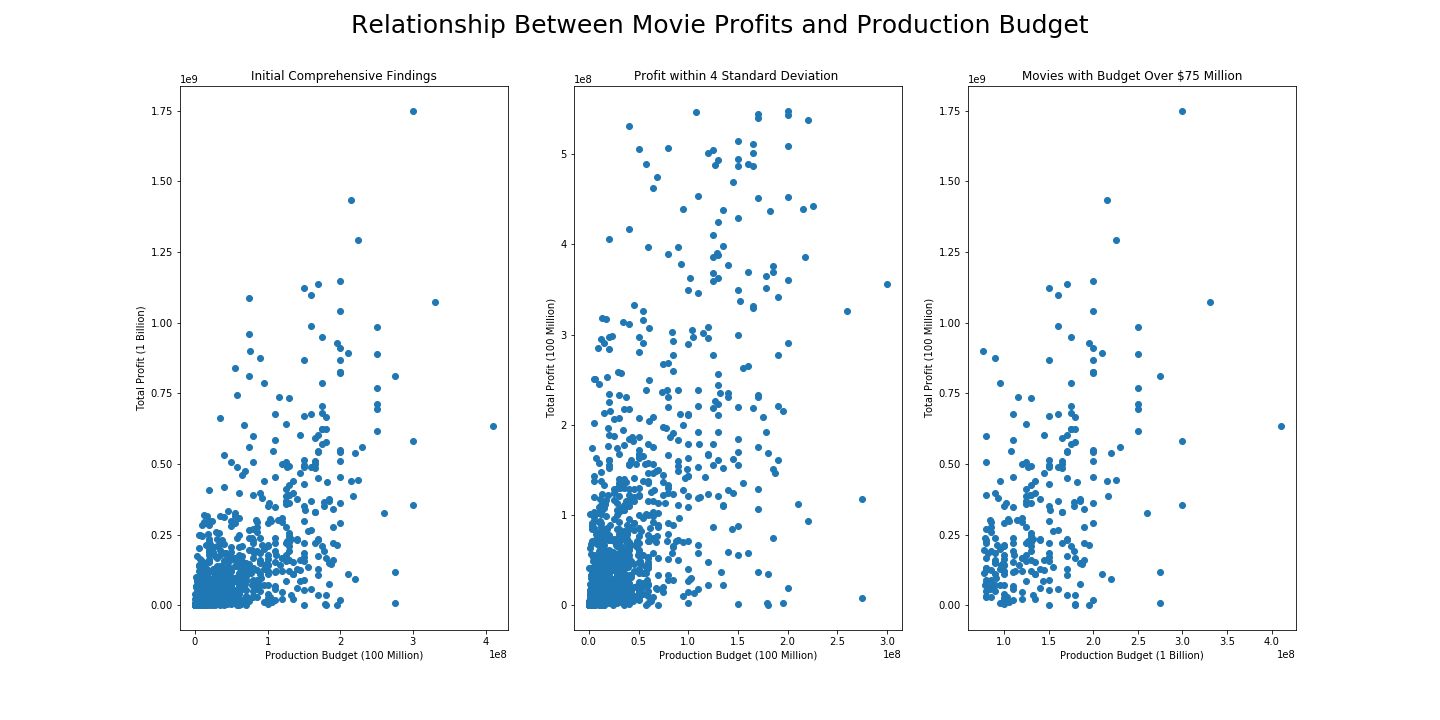 Relationship Between Movie Profits and Production Budget
Initial Comprehensive Findings
1e9
1.75
1.50
1.25
1.00
0.75
0.50
0.25
0.00
Total Profit (1 Billion)
0 1 2 3 4
1e8
Production Budget (100 Million)
Profit within 4 Standard Deviation
1e8
5
4
3
2
1
0
Total Profit (100 Million)
0.0 0.5 1.0 1.5 2.0 2.5 3.0
1e8
Production Budget (100 Million)
Movies with Budget Over $75 Million
1e9
1.75
1.50
1.25
1.00
0.75
0.50
0.25
0.00
Total Profit (100 Million)
1.0 1.5 2.0 2.5 3.0 3.5 4.0
1e8
Production Budget (1 Billion)